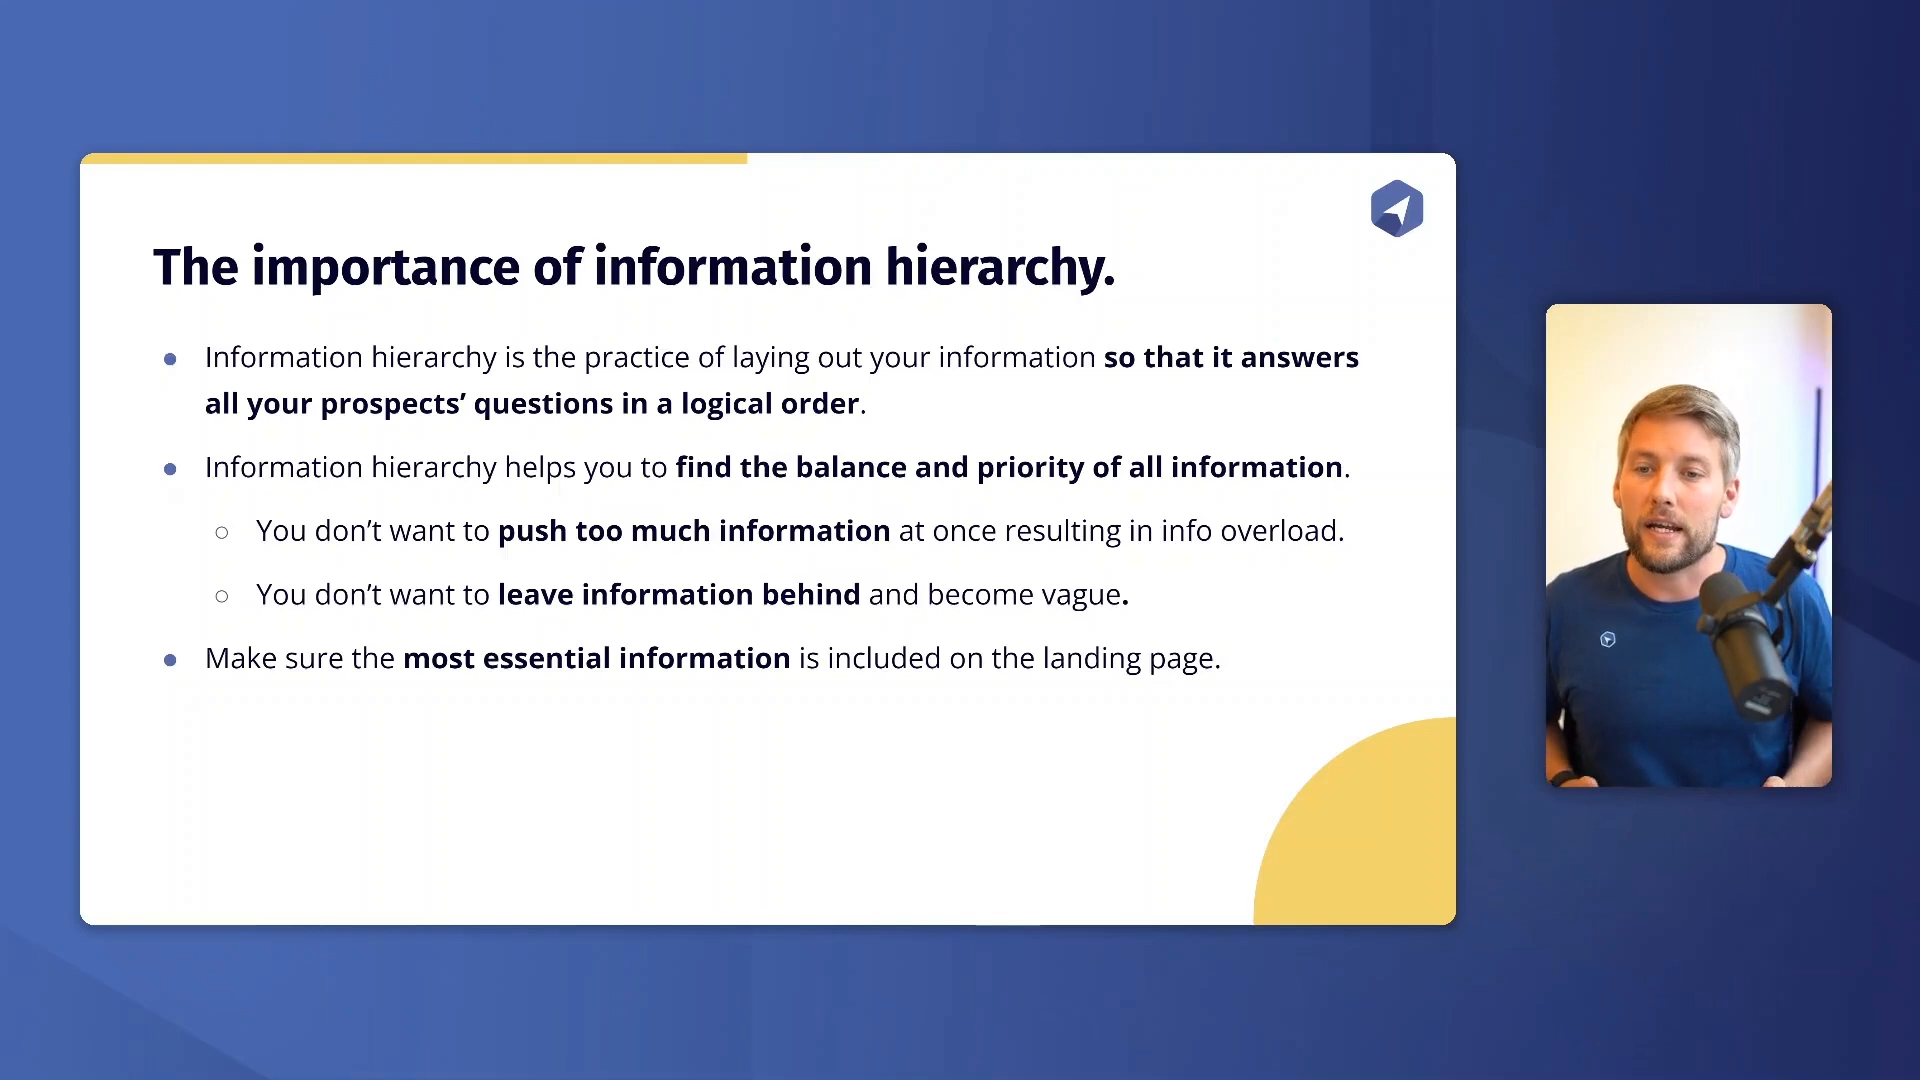 The importance of information hierarchy.
Information hierarchy is the practice of laying out your information so that it answers
all your prospects’ questions in a logical order.
Information hierarchy helps you to find the balance and priority of all information.
You don’t want to push too much information at once resulting in info overload.
You don’t want to leave information behind and become vague.
Make sure the most essential information is included on the landing page.